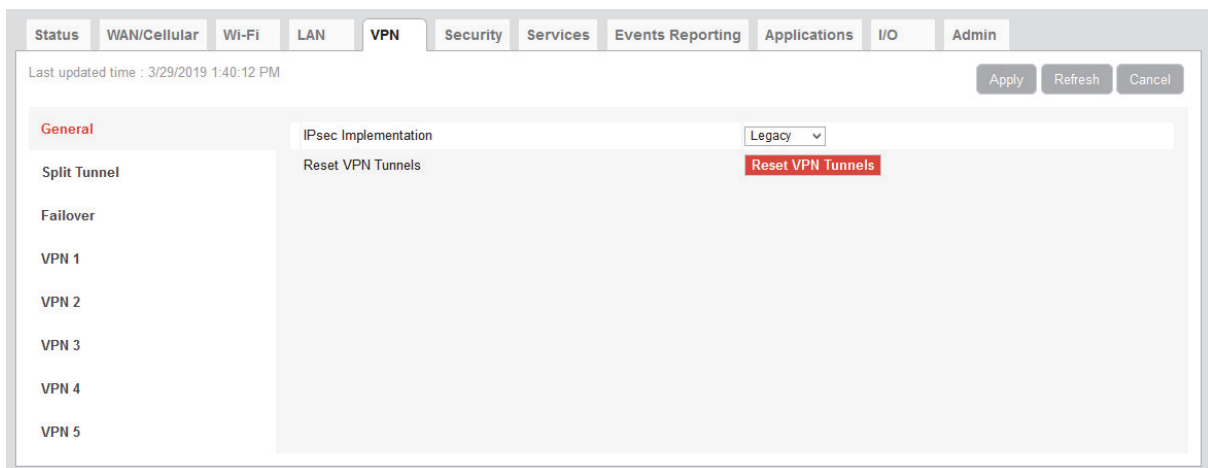 Status WAN/Cellular Wi-Fi LAN VPN Security Services Events Reporting Applications I/O Admin
Last updated time : 3/29/2019 1:40:12 PM
Apply Refresh Cancel
General
IPsec Implementation Legacy
Reset VPN Tunnels Reset VPN Tunnels
Split Tunnel
Failover
VPN 1
VPN 2
VPN 3
VPN 4
VPN 5